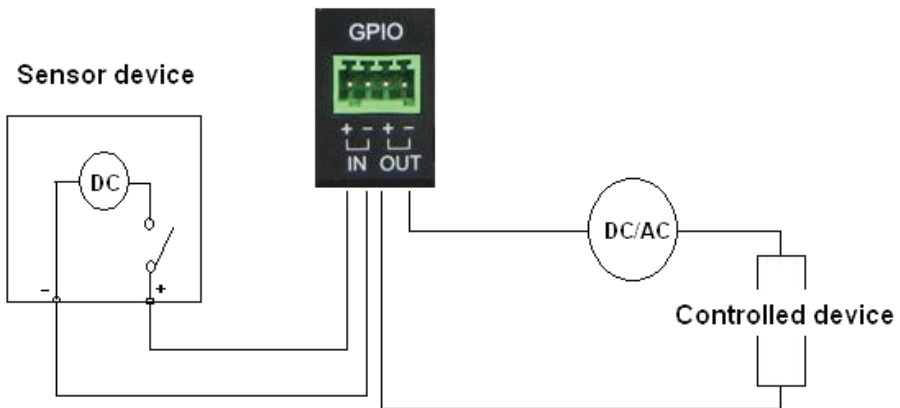 GPIO
Sensor device
+ - + -
IN OUT
DC
DC/AC
- +
Controlled device